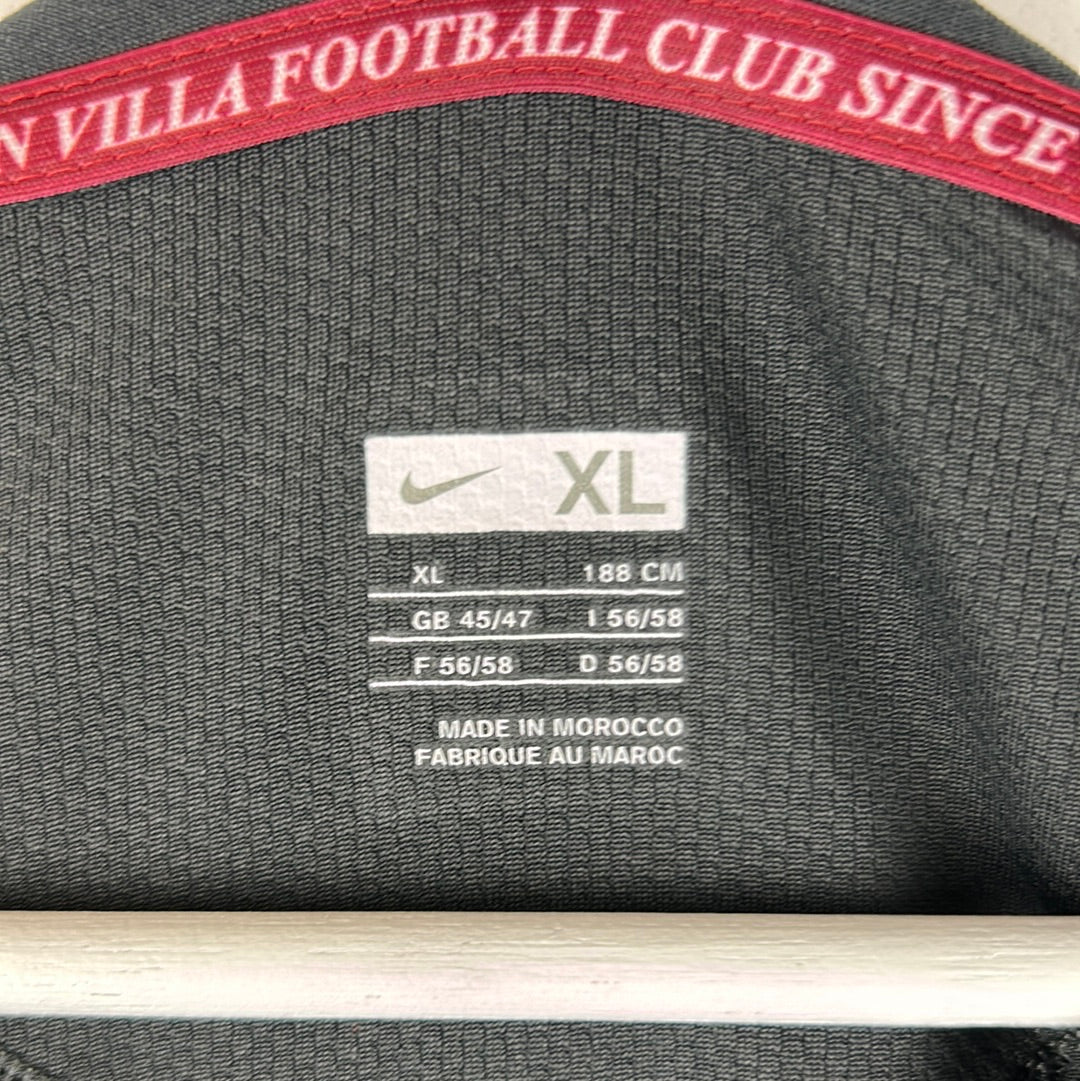 N VILLA FOOTBALL CLUB SINCE
XL
XL 188 CM
GB 45/47 I 56/58
F 56/58 D 56/58
MADE IN MOROCCO
FABRIQUE AU MAROC